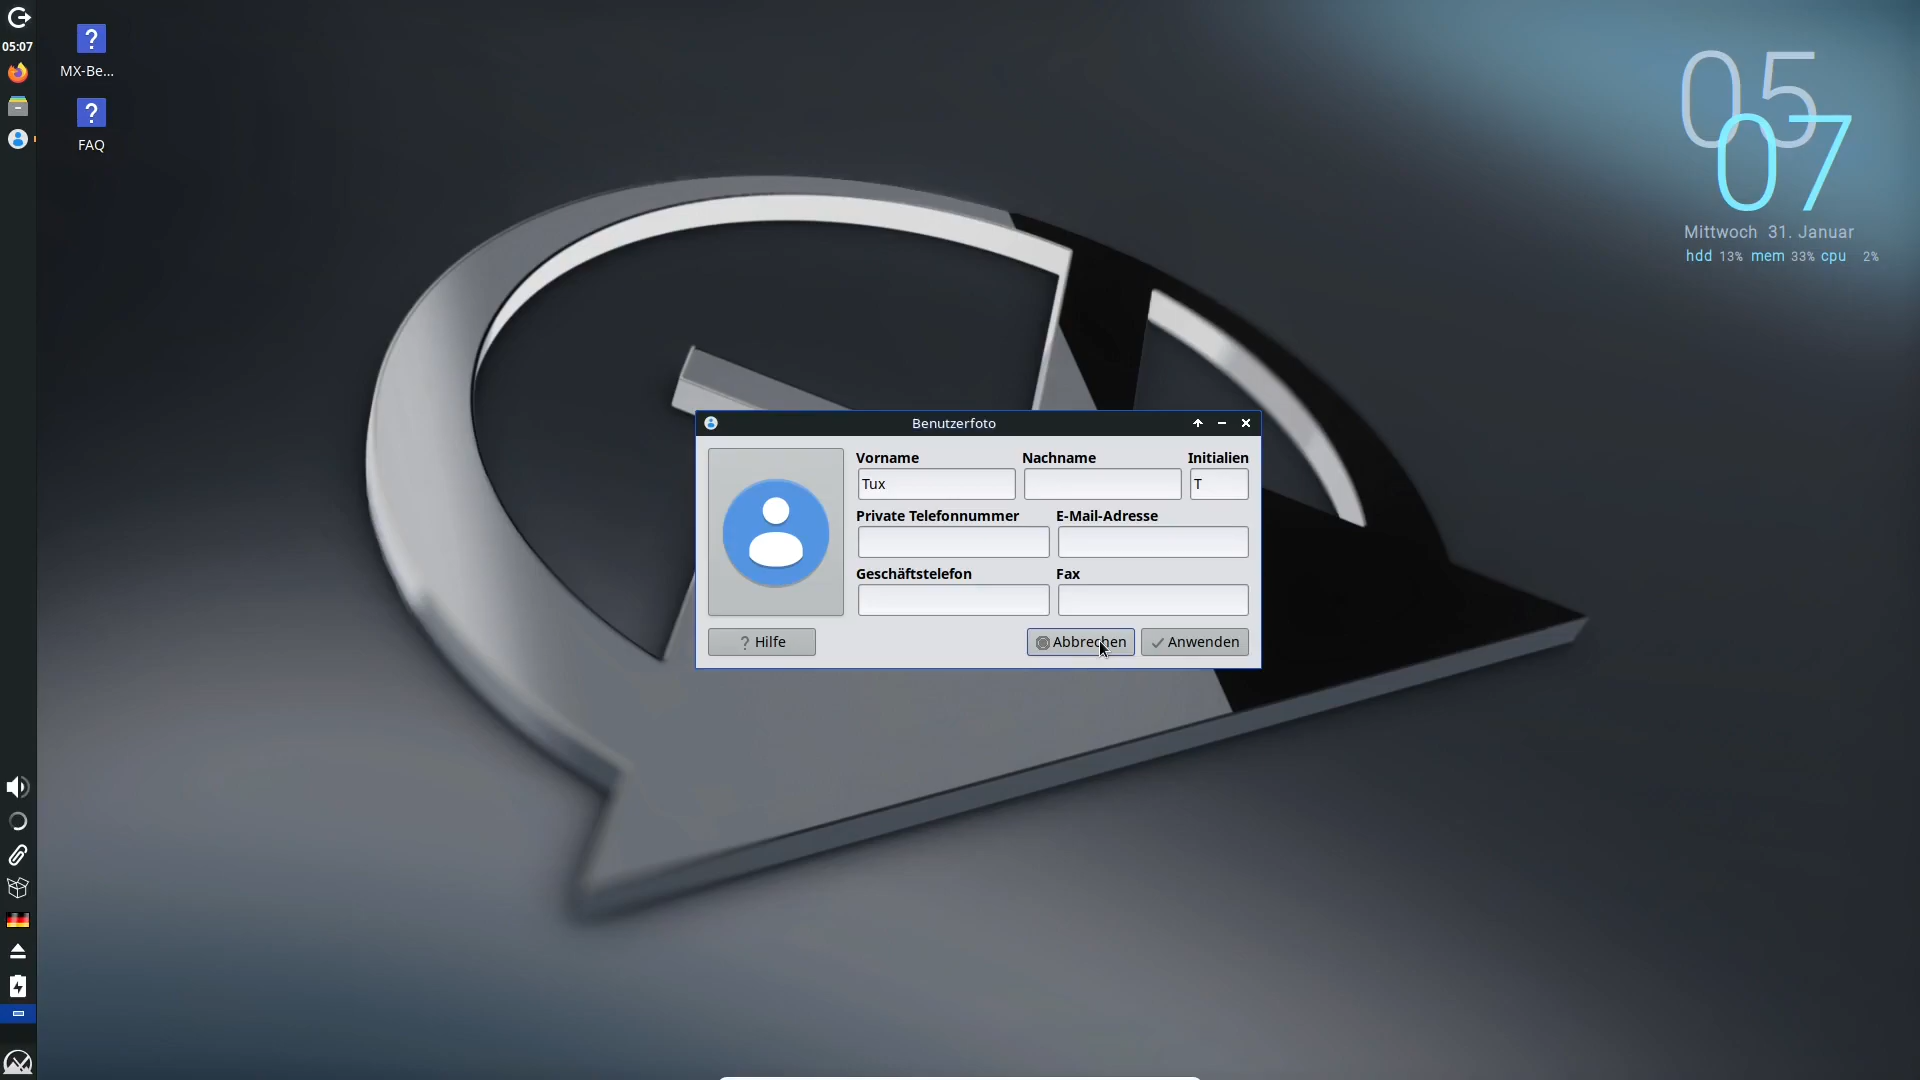 05:07
MX-Be...
FAQ
05
07
Mittwoch 31. Januar
hdd 13% mem 33% cpu 2%
Benutzerfoto
Vorname Nachname Initialien
Tux T
Private Telefonnummer E-Mail-Adresse
Geschäftstelefon Fax
? Hilfe Abbrechen Anwenden